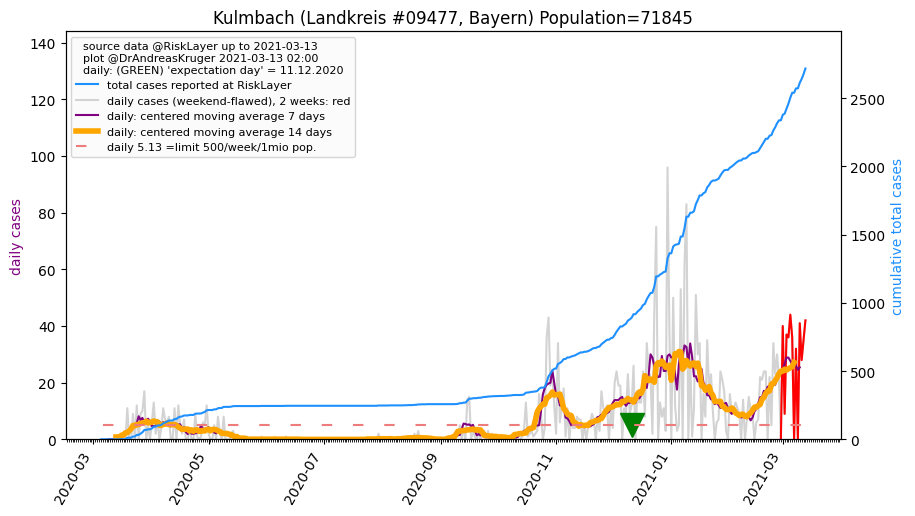 Kulmbach (Landkreis #09477, Bayern) Population=71845
source data @RiskLayer up to 2021-03-13
plot @DrAndreasKruger 2021-03-13 02:00
daily: (GREEN) 'expectation day' = 11.12.2020
total cases reported at RiskLayer
daily cases (weekend-flawed), 2 weeks: red
daily: centered moving average 7 days
daily: centered moving average 14 days
daily 5.13 =limit 500/week/1mio pop.
daily cases
140
120
100
80
60
40
20
0
cumulative total cases
2500
2000
1500
1000
500
0
2020-03
2020-05
2020-07
2020-09
2020-11
2021-01
2021-03